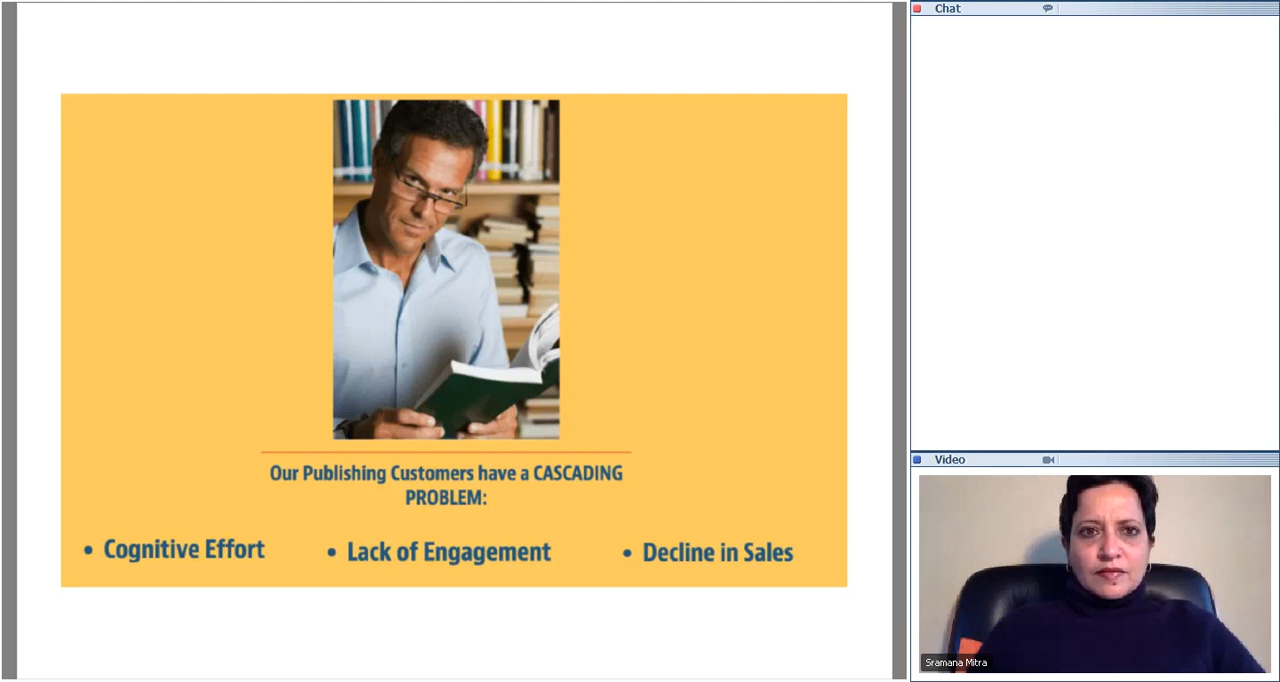 Our Publishing Customers have a CASCADING
PROBLEM:
• Cognitive Effort
• Lack of Engagement
• Decline in Sales
Chat
Video
Sramana Mitra